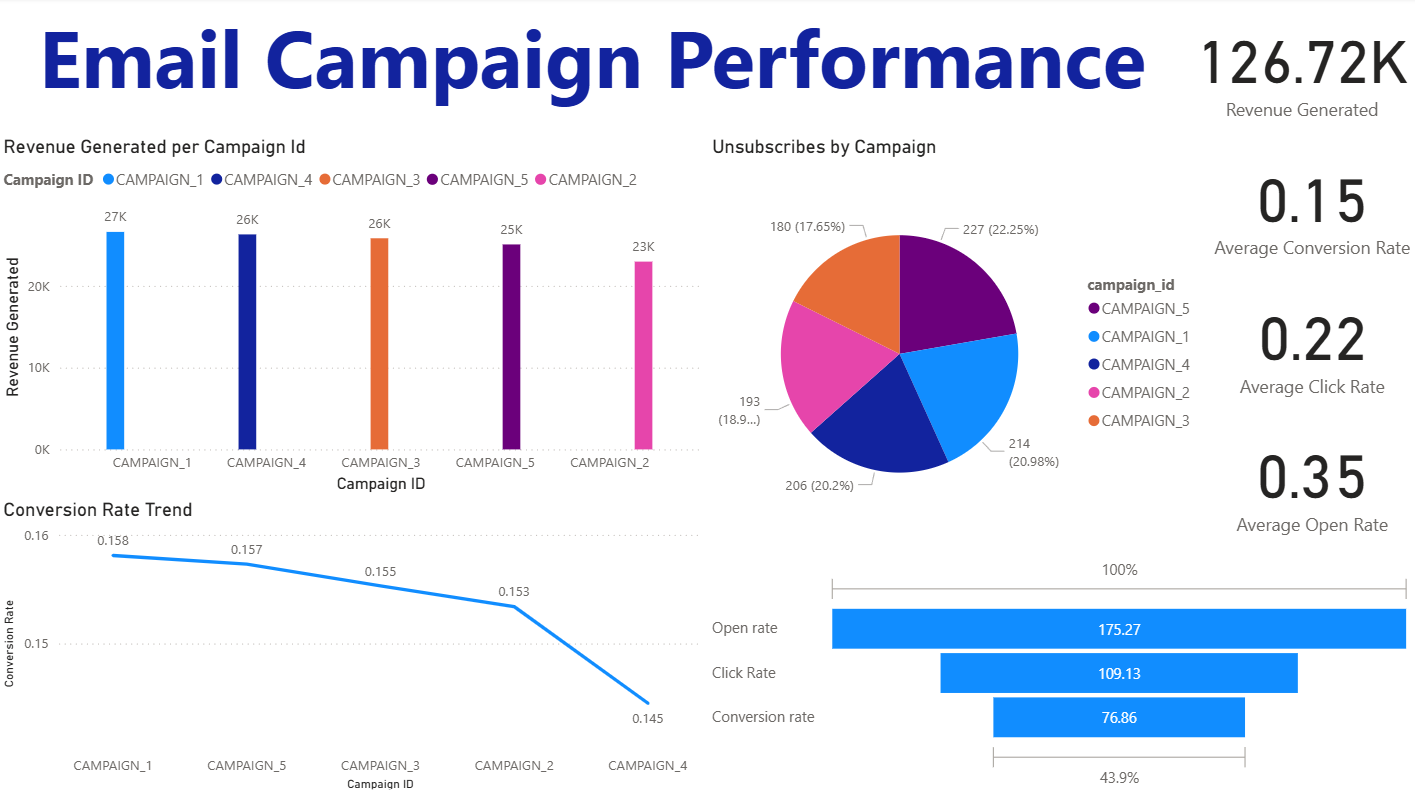 Email Campaign Performance
126.72K
Revenue Generated
Revenue Generated per Campaign Id
Campaign ID CAMPAIGN_1 CAMPAIGN_4 CAMPAIGN_3 CAMPAIGN_5 CAMPAIGN_2
Revenue Generated
20K
10K
0K
27K
26K
26K
25K
23K
CAMPAIGN_1 CAMPAIGN_4 CAMPAIGN_3 CAMPAIGN_5 CAMPAIGN_2
Campaign ID
Unsubscribes by Campaign
180 (17.65%)
227 (22.25%)
193
(18.9...)
214
(20.98%)
206 (20.2%)
campaign_id
CAMPAIGN_5
CAMPAIGN_1
CAMPAIGN_4
CAMPAIGN_2
CAMPAIGN_3
0.15
Average Conversion Rate
0.22
Average Click Rate
0.35
Average Open Rate
Conversion Rate Trend
Conversion Rate
0.16
0.15
0.158
0.157
0.155
0.153
0.145
CAMPAIGN_1 CAMPAIGN_5 CAMPAIGN_3 CAMPAIGN_2 CAMPAIGN_4
Campaign ID
100%
Open rate 175.27
Click Rate 109.13
Conversion rate 76.86
43.9%